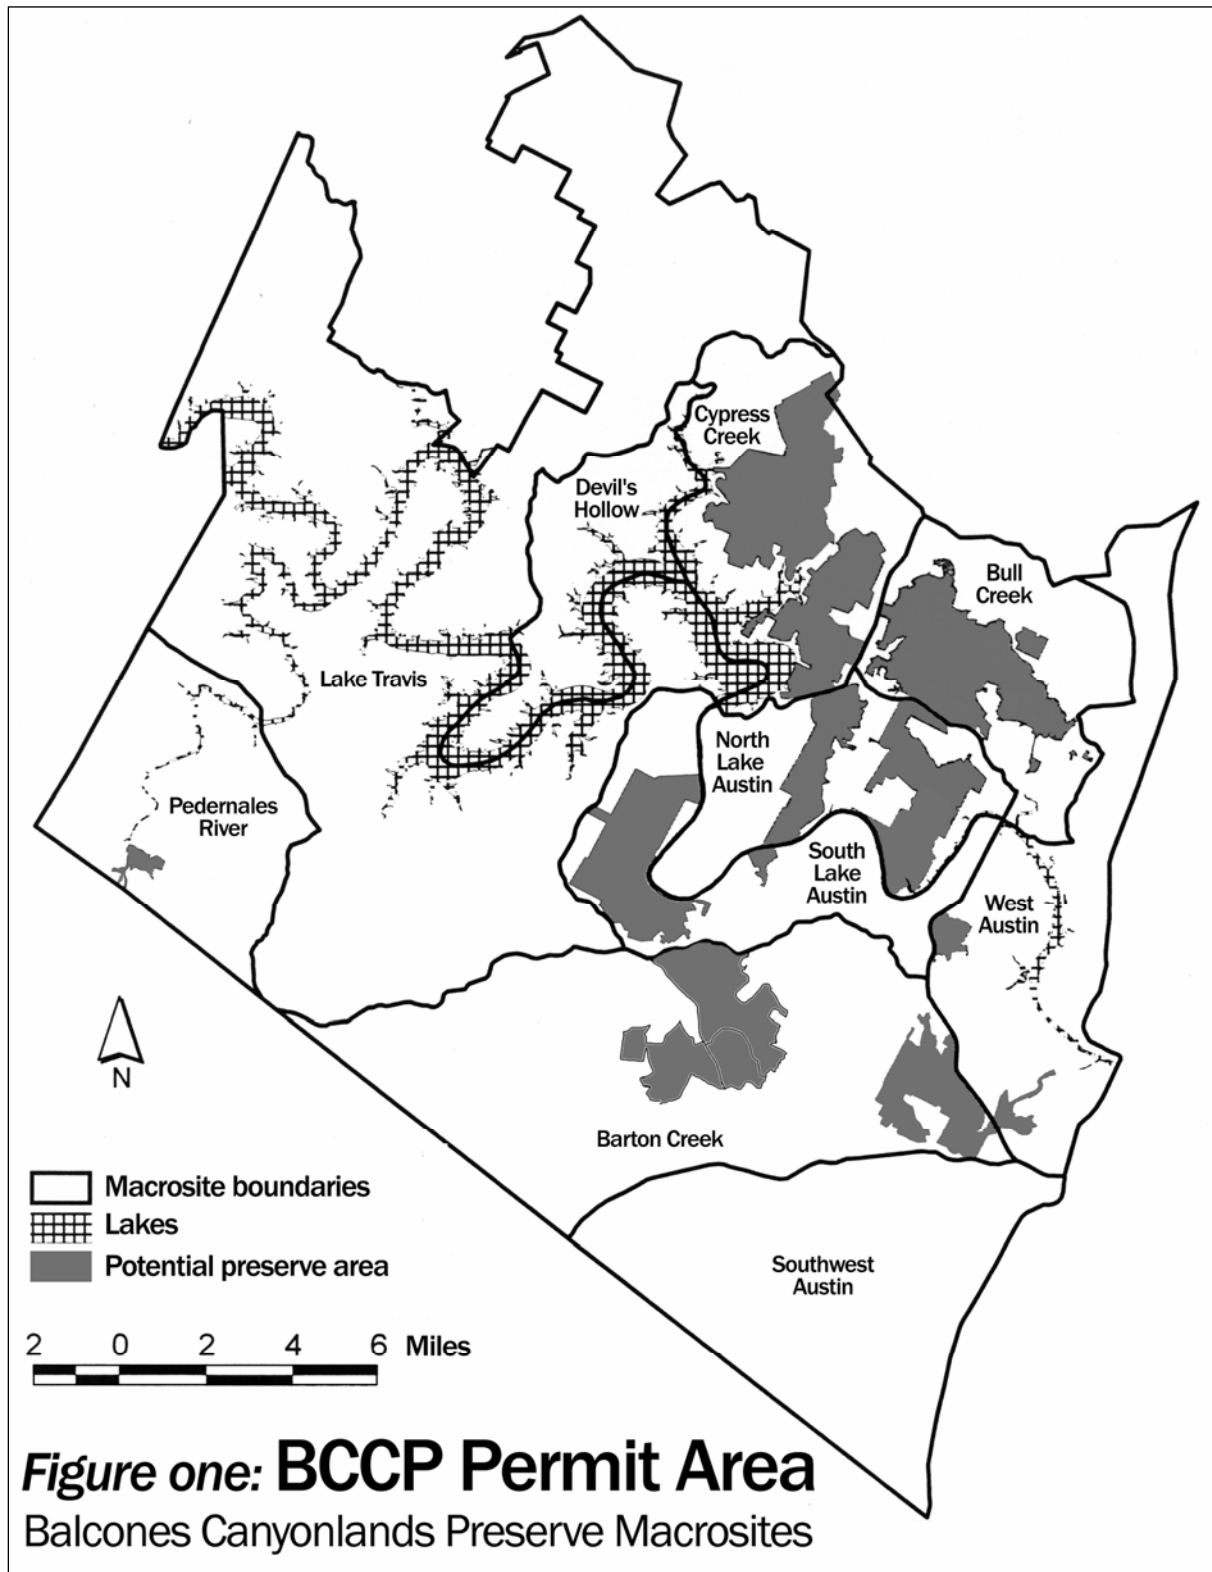 Cypress
Creek
Devil's
Hollow
Bull
Creek
Lake Travis
North
Lake
Austin
Pedernales
River
South
Lake
Austin
West
Austin
N
Barton Creek
Macrosite boundaries
Lakes
Potential preserve area
Southwest
Austin
2 0 2 4 6 Miles
Figure one: BCCP Permit Area
Balcones Canyonlands Preserve Macrosites